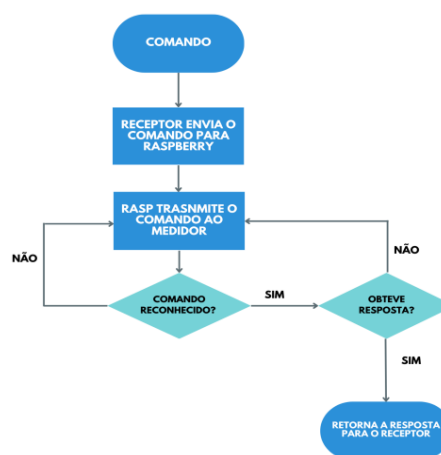 COMANDO
RECEPTOR ENVIA O
COMANDO PARA
RASPBERRY
RASP TRASNMITE O
COMANDO AO
MEDIDOR
NÃO
NÃO
COMANDO
RECONHECIDO?
SIM
OBTEVE
RESPOSTA?
SIM
RETORNA A RESPOSTA
PARA O RECEPTOR